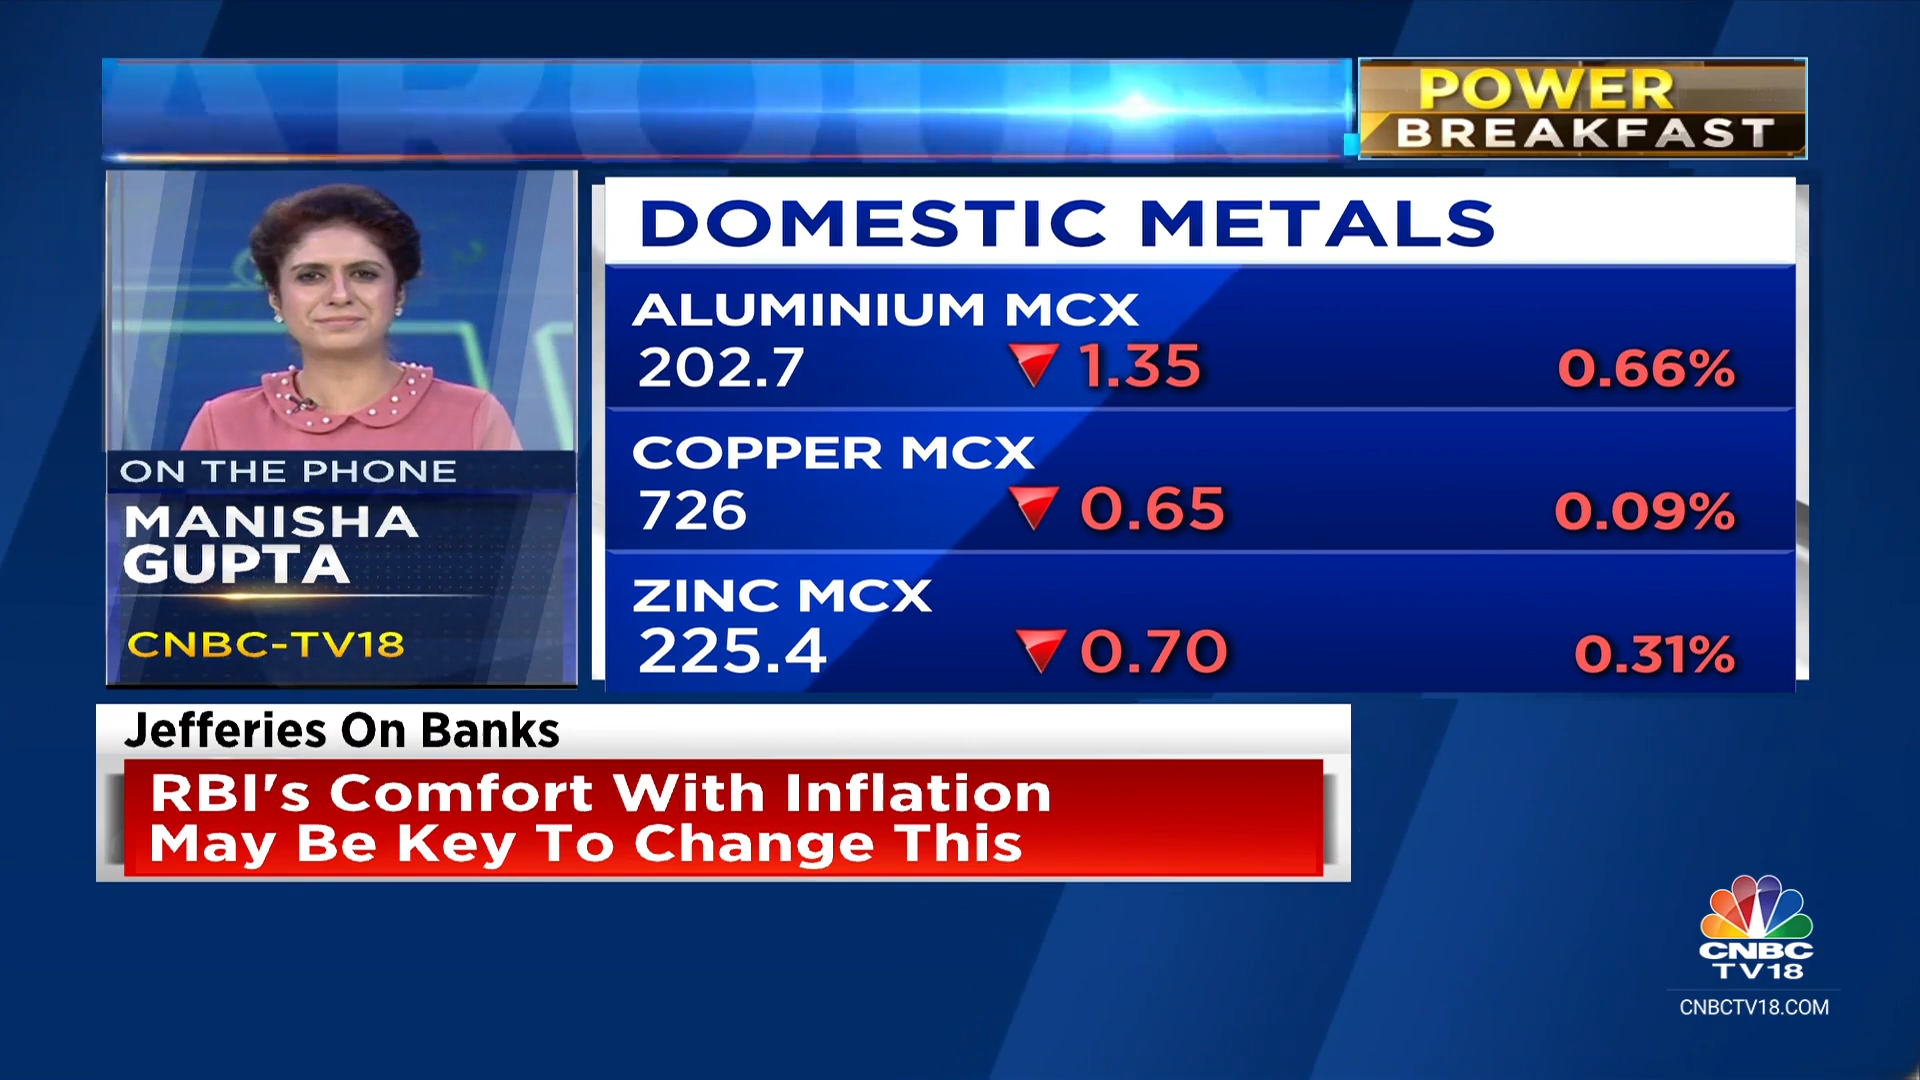 POWER
BREAKFAST
DOMESTIC METALS
ALUMINIUM MCX
202.7 ▼ 1.35 0.66%
COPPER MCX
726 ▼ 0.65 0.09%
ZINC MCX
225.4 ▼ 0.70 0.31%
ON THE PHONE
MANISHA
GUPTA
CNBC-TV18
Jefferies On Banks
RBI's Comfort With Inflation
May Be Key To Change This
CNBC
TV18
CNBCTV18.COM